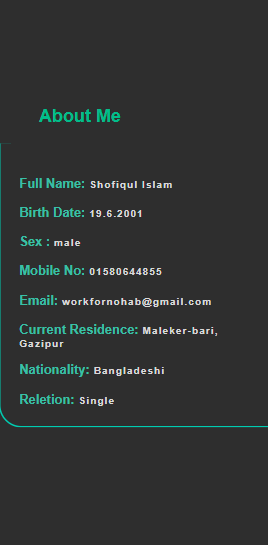 About Me
Full Name: Shofiqul Islam
Birth Date: 19.6.2001
Sex : male
Mobile No: 01580644855
Email: workfornohab@gmail.com
Current Residence: Maleker-bari,
Gazipur
Nationality: Bangladeshi
Reletion: Single